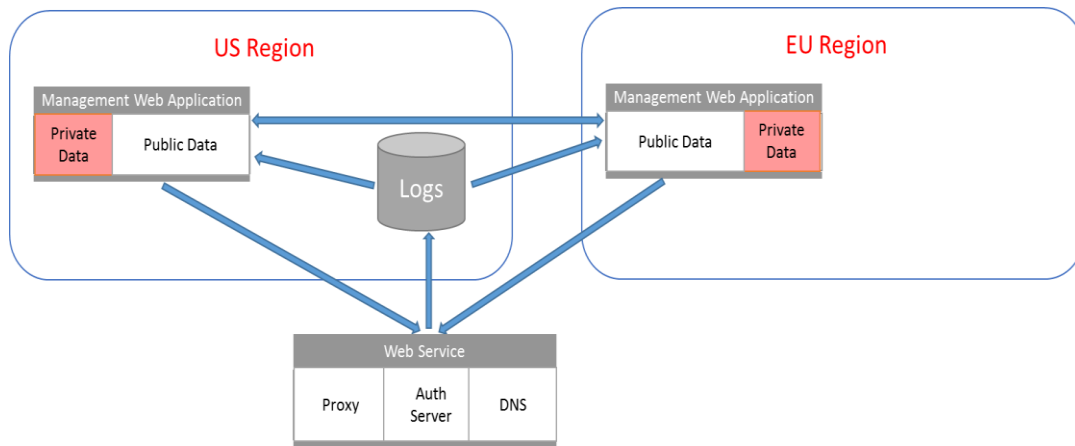 US Region
EU Region
Management Web Application
Private
Data
Public Data
Management Web Application
Public Data
Private
Data
Logs
Web Service
Proxy
Auth
Server
DNS